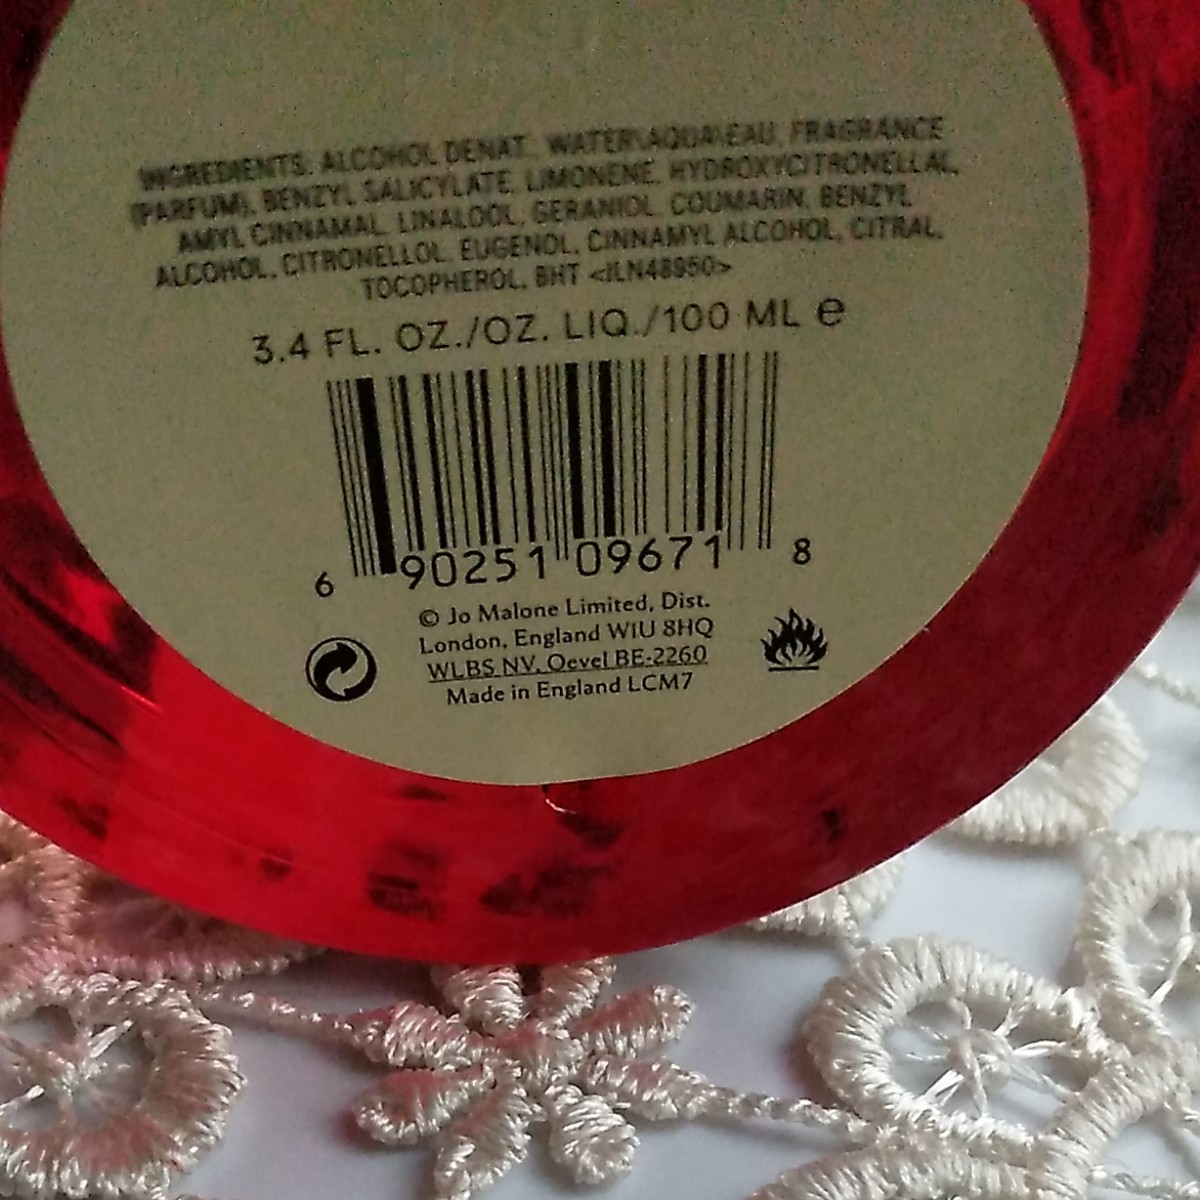 INGREDIENTS: ALCOHOL DENAT., WATER\AQUA\EAU, FRAGRANCE
(PARFUM), BENZYL SALICYLATE, LIMONENE, HYDROXYCITRONELLAL,
AMYL CINNAMAL, LINALOOL, GERANIOL, COUMARIN, BENZYL
ALCOHOL, CITRONELLOL, EUGENOL, CINNAMYL ALCOHOL, CITRAL,
TOCOPHEROL, BHT <ILN48950>
3.4 FL. OZ./OZ. LIQ./100 ML e
6 90251 09671 8
© Jo Malone Limited, Dist.
London, England W1U 8HQ
WLBS NV, Oevel BE-2260
Made in England LCM7